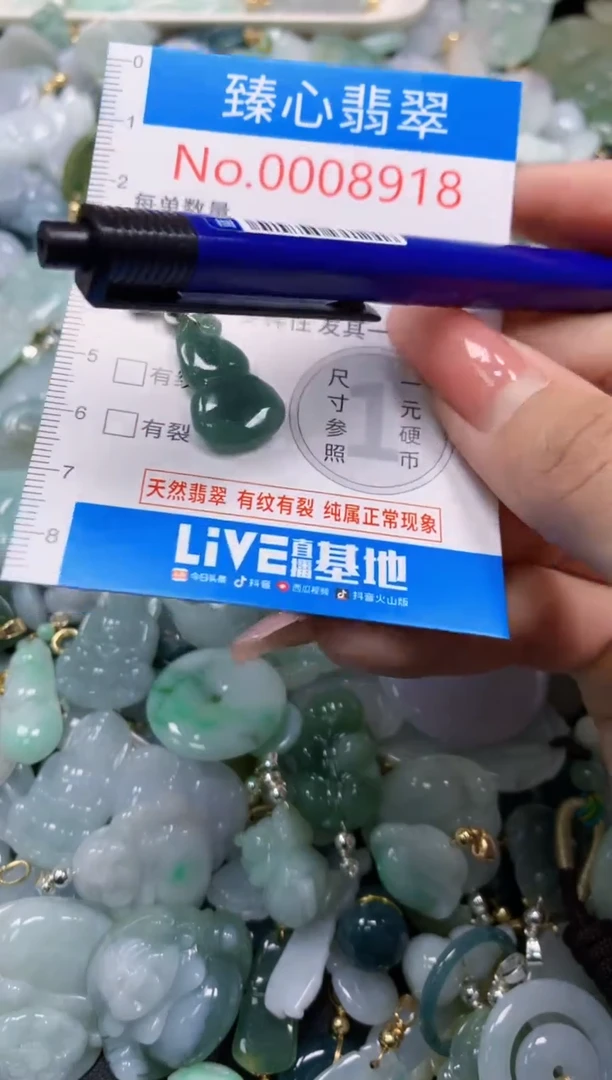 0
臻心翡翠
1
No.0008918
2
每单数量
5
有纹
尺寸参照
一元硬币
1
6
有裂
7
天然翡翠 有纹有裂 纯属正常现象
8
LiVE直播基地
今日头条 抖音 西瓜视频 抖音火山版